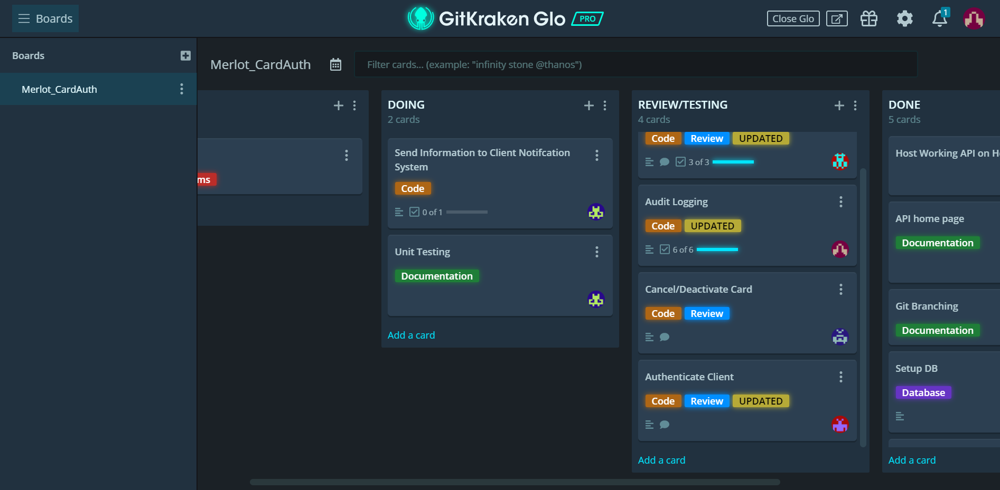 Boards
GitKraken Glo PRO
Close Glo
1
Boards
Merlot_CardAuth
Merlot_CardAuth
Filter cards... (example: "infinity stone @thanos")
ms
DOING
2 cards
Send Information to Client Notifcation
System
Code
0 of 1
Unit Testing
Documentation
Add a card
REVIEW/TESTING
4 cards
Code Review UPDATED
3 of 3
Audit Logging
Code UPDATED
6 of 6
Cancel/Deactivate Card
Code Review
Authenticate Client
Code Review UPDATED
Add a card
DONE
5 cards
Host Working API on H
API home page
Documentation
Git Branching
Documentation
Setup DB
Database
Add a card